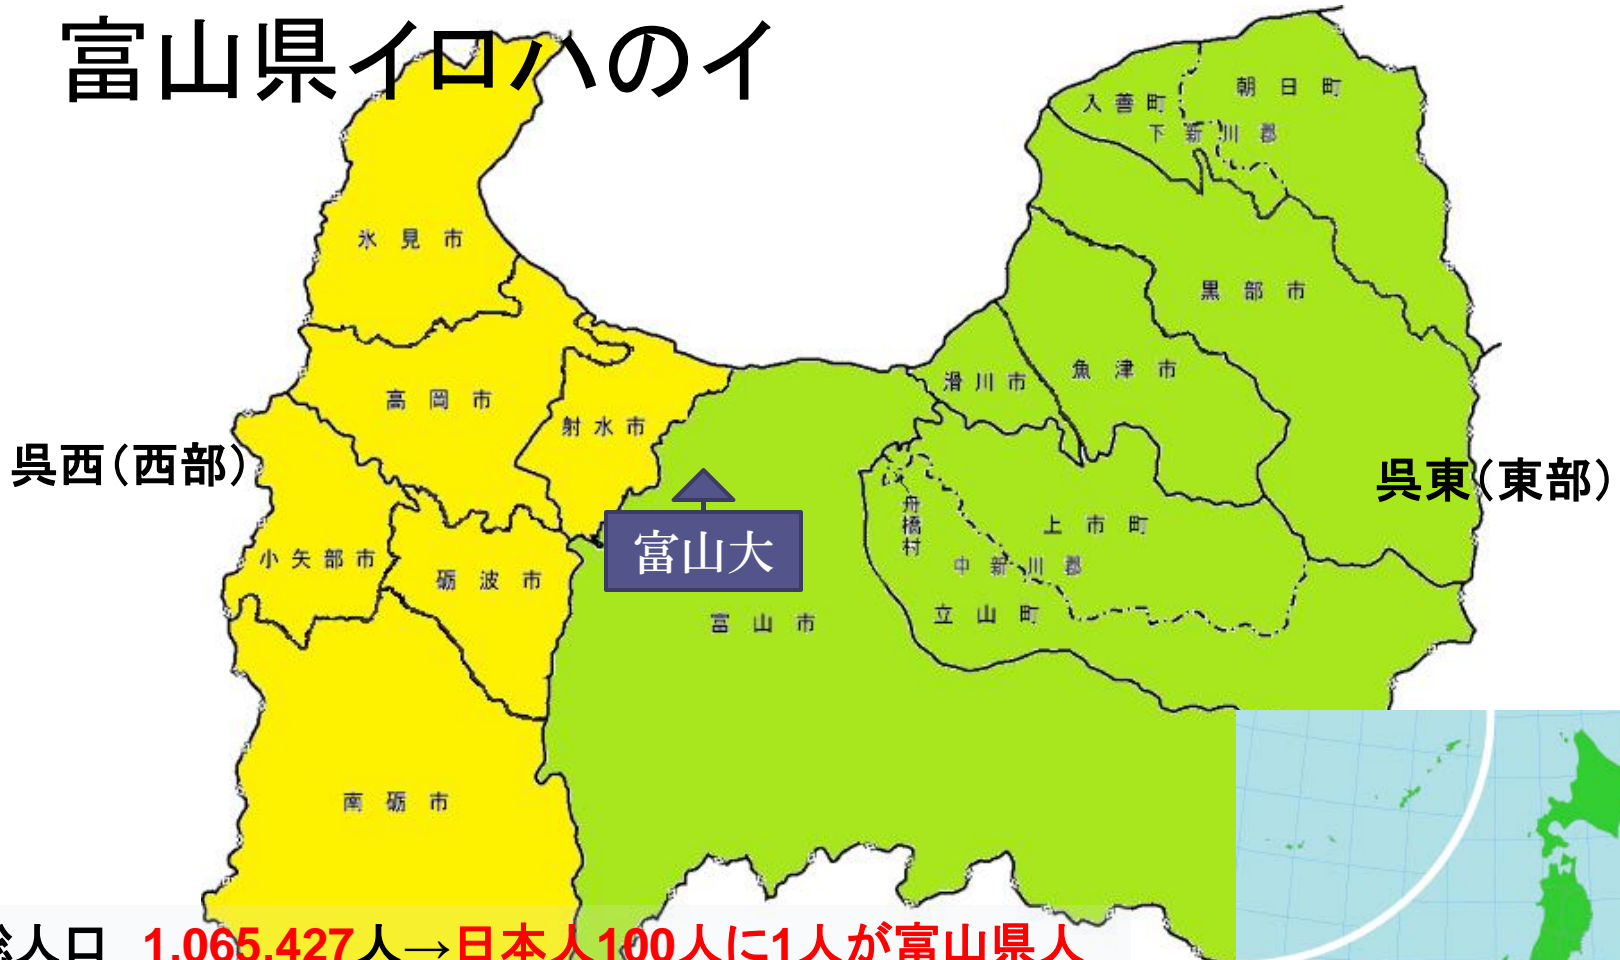 富山県イロハのイ
朝日町
入善町
下新川郡
氷見市
黒部市
魚津市
滑川市
高岡市
射水市
呉西(西部)
呉東(東部)
舟橋村
上市町
富山大
小矢部市
中新川郡
砺波市
立山町
富山市
南砺市
総人口 1,065,427人→日本人100人に1人が富山県人